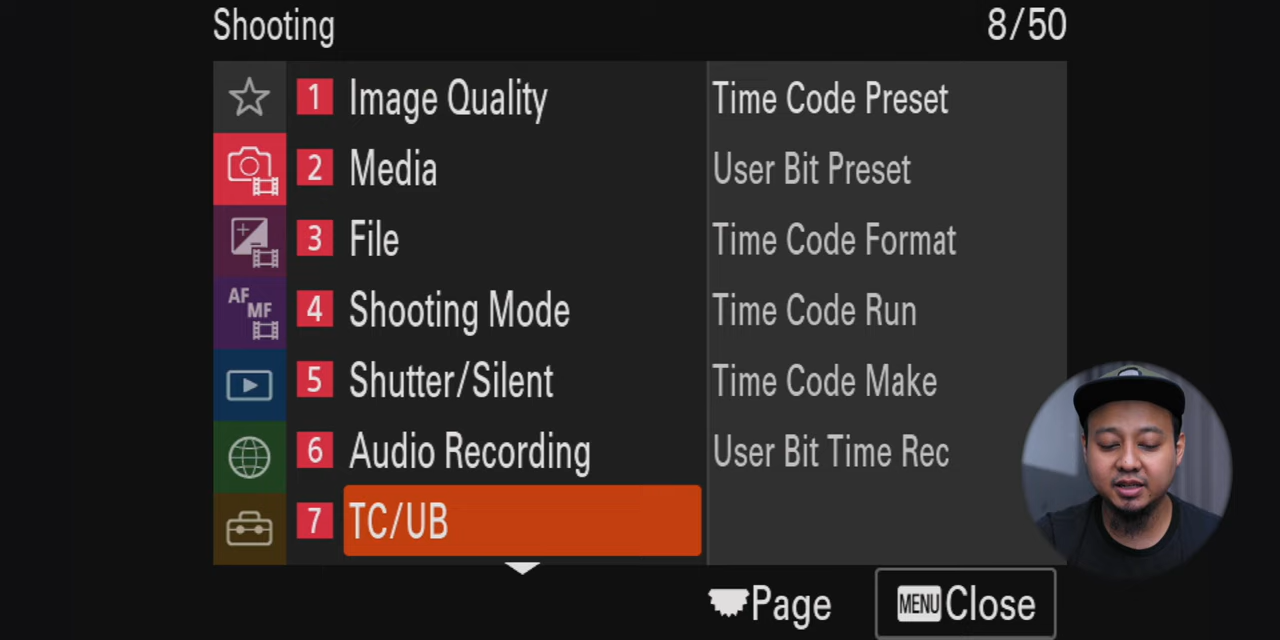 Shooting 8/50
1 Image Quality
2 Media
3 File
4 Shooting Mode
5 Shutter/Silent
6 Audio Recording
7 TC/UB
Time Code Preset
User Bit Preset
Time Code Format
Time Code Run
Time Code Make
User Bit Time Rec
AF
MF
Page
MENU Close